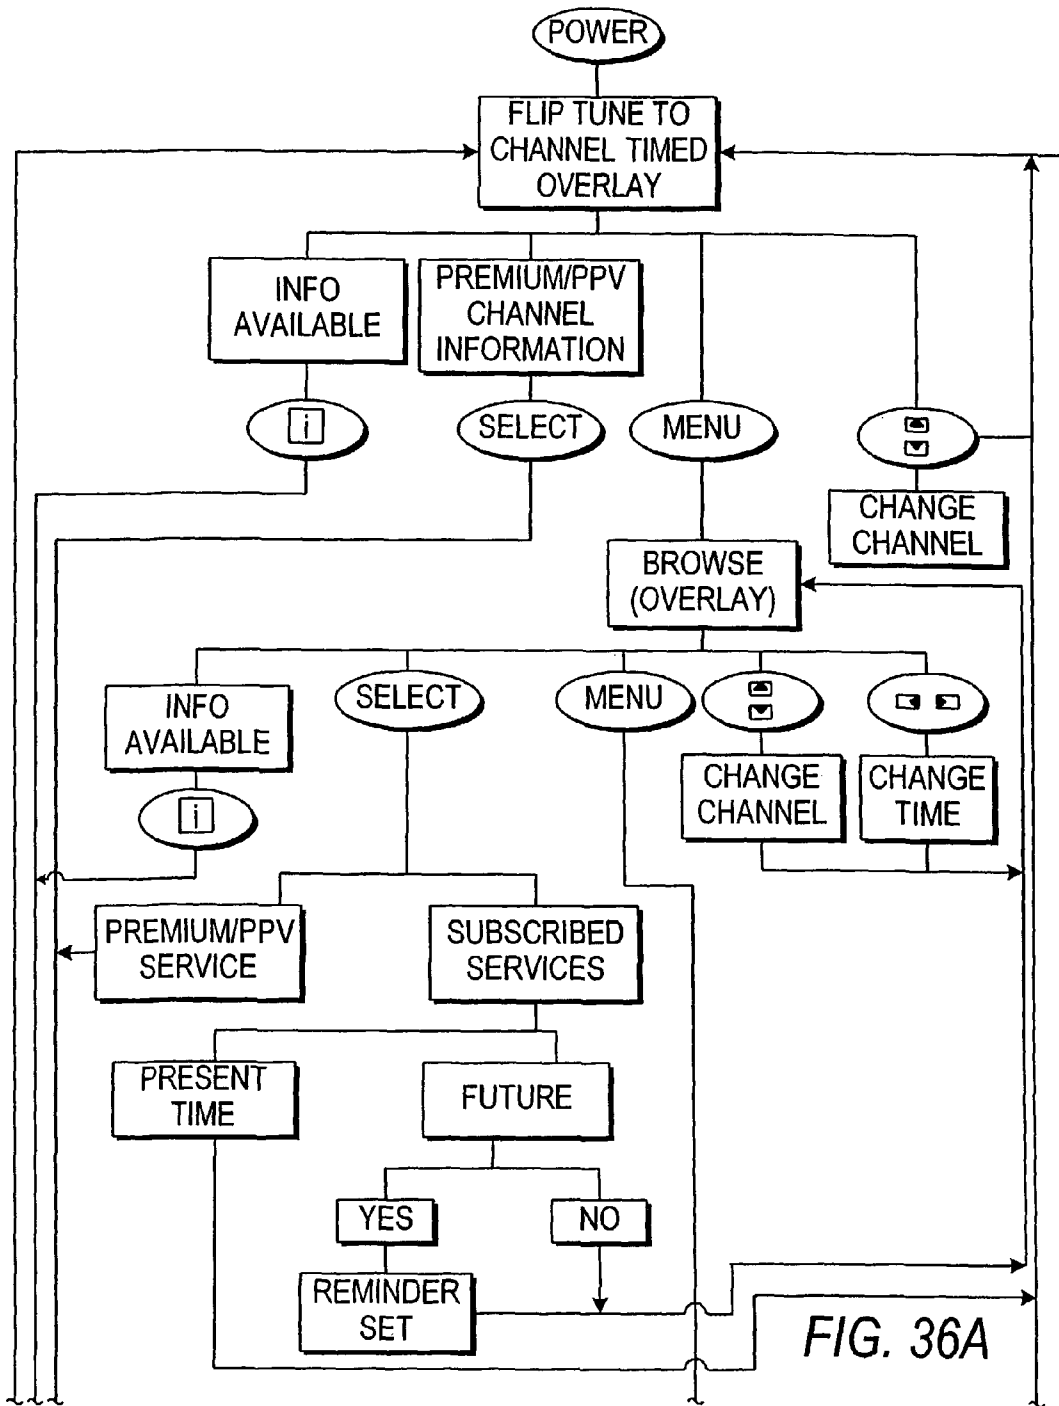 POWER
FLIP TUNE TO
CHANNEL TIMED
OVERLAY
INFO
AVAILABLE
PREMIUM/PPV
CHANNEL
INFORMATION
i
SELECT
MENU
CHANGE
CHANNEL
BROWSE
(OVERLAY)
INFO
AVAILABLE
SELECT
MENU
i
CHANGE
CHANNEL
CHANGE
TIME
PREMIUM/PPV
SERVICE
SUBSCRIBED
SERVICES
PRESENT
TIME
FUTURE
YES
NO
REMINDER
SET
FIG. 36A